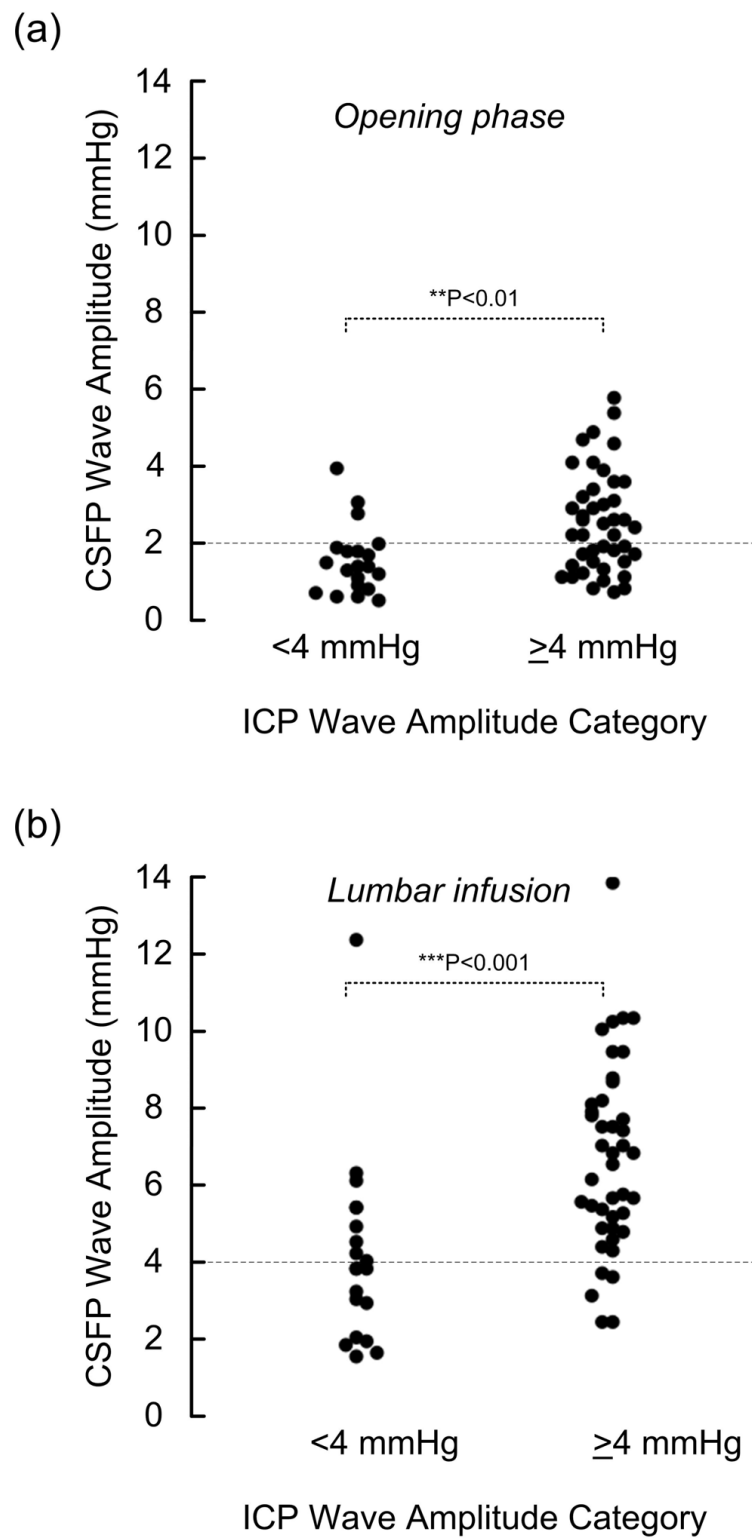 (a)
CSFP Wave Amplitude (mmHg)
14
12
10
8
6
4
2
0
Opening phase
**P<0.01
<4 mmHg
≥4 mmHg
ICP Wave Amplitude Category
(b)
CSFP Wave Amplitude (mmHg)
14
12
10
8
6
4
2
0
Lumbar infusion
***P<0.001
<4 mmHg
≥4 mmHg
ICP Wave Amplitude Category